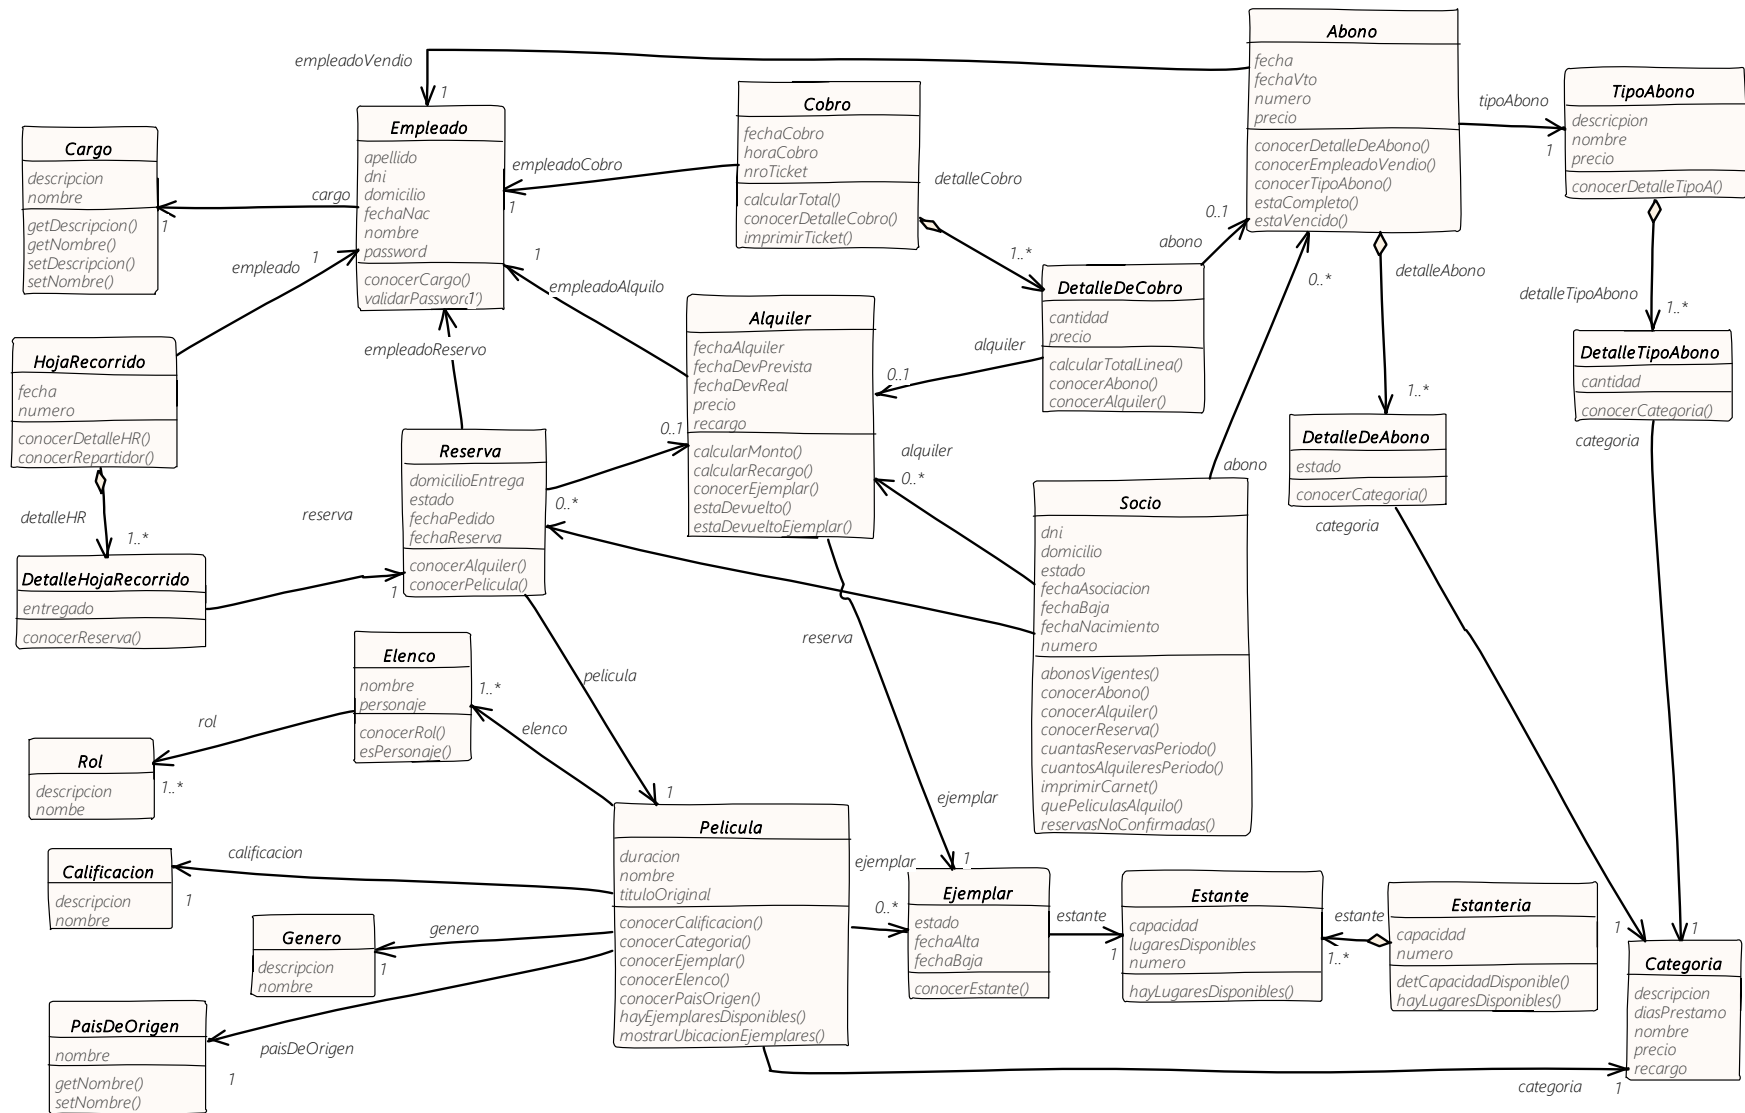 empleadoVendio
1
Cargo
descripcion
nombre
getDescripcion()
getNombre()
setDescripcion()
setNombre()
cargo
1
Empleado
apellido
dni
domicilio
fechaNac
nombre
password
conocerCargo()
validarPassword()
1
empleadoCobro
1
Cobro
fechaCobro
horaCobro
nroTicket
calcularTotal()
conocerDetalleCobro()
imprimirTicket()
detalleCobro
1..*
Abono
fecha
fechaVto
numero
precio
conocerDetalleDeAbono()
conocerEmpleadoVendio()
conocerTipoAbono()
estaCompleto()
estaVencido()
tipoAbono
1
TipoAbono
descricpion
nombre
precio
conocerDetalleTipoA()
0..1
abono
0..*
detalleAbono
1..*
detalleTipoAbono
1..*
empleado
1
1
empleadoAlquilo
empleadoReservo
HojaRecorrido
fecha
numero
conocerDetalleHR()
conocerRepartidor()
detalleHR
1..*
Alquiler
fechaAlquiler
fechaDevPrevista
fechaDevReal
precio
recargo
calcularMonto()
calcularRecargo()
conocerEjemplar()
estaDevuelto()
estaDevueltoEjemplar()
DetalleDeCobro
cantidad
precio
calcularTotalLinea()
conocerAbono()
conocerAlquiler()
alquiler
0..1
DetalleTipoAbono
cantidad
conocerCategoria()
categoria
DetalleDeAbono
estado
conocerCategoria()
categoria
Reserva
domicilioEntrega
estado
fechaPedido
fechaReserva
conocerAlquiler()
conocerPelicula()
0..1
0..*
alquiler
0..*
abono
reserva
1
DetalleHojaRecorrido
entregado
conocerReserva()
Socio
dni
domicilio
estado
fechaAsociacion
fechaBaja
fechaNacimiento
numero
abonosVigentes()
conocerAbono()
conocerAlquiler()
conocerReserva()
cuantasReservasPeriodo()
cuantosAlquileresPeriodo()
imprimirCarnet()
quePeliculasAlquilo()
reservasNoConfirmadas()
reserva
Elenco
nombre
personaje
conocerRol()
esPersonaje()
1..*
elenco
pelicula
1
rol
1..*
Rol
descripcion
nombe
Calificacion
descripcion
nombre
calificacion
1
Genero
descripcion
nombre
genero
1
PaisDeOrigen
nombre
getNombre()
setNombre()
paisDeOrigen
1
Pelicula
duracion
nombre
tituloOriginal
conocerCalificacion()
conocerCategoria()
conocerEjemplar()
conocerElenco()
conocerPaisOrigen()
hayEjemplaresDisponibles()
mostrarUbicacionEjemplares()
ejemplar
1
ejemplar
0..*
Ejemplar
estado
fechaAlta
fechaBaja
conocerEstante()
estante
1
Estante
capacidad
lugaresDisponibles
numero
hayLugaresDisponibles()
estante
1..*
Estanteria
capacidad
numero
detCapacidadDisponible()
hayLugaresDisponibles()
1
1
Categoria
descripcion
diasPrestamo
nombre
precio
recargo
categoria
1